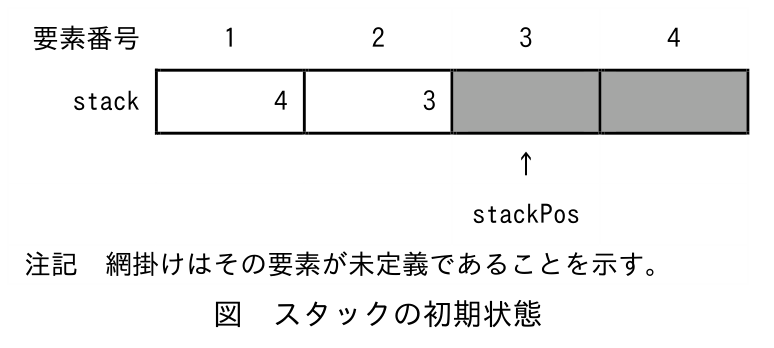 要素番号 1 2 3 4
stack 4 3
↑
stackPos
注記 網掛けはその要素が未定義であることを示す。
図 スタックの初期状態